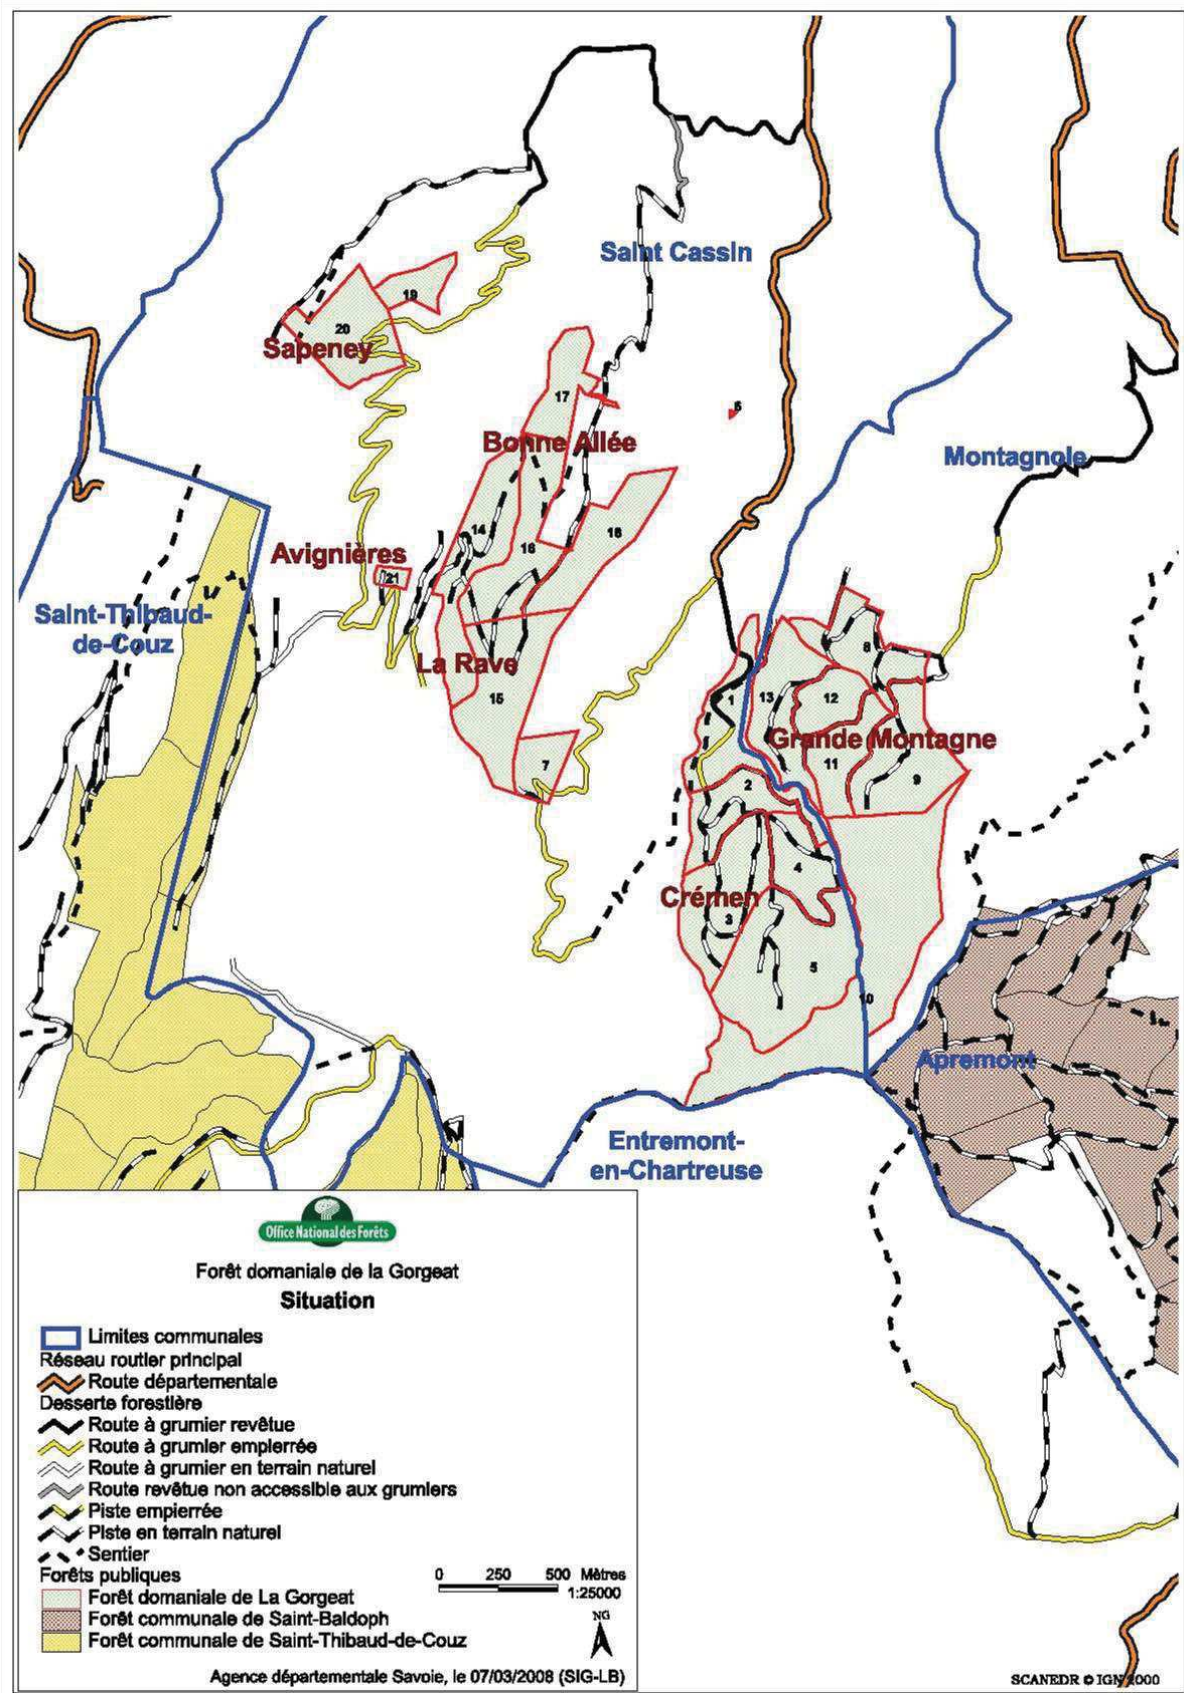 Saint Cassin
19
20
Sapeney
17
6
Bonne Allée
Montagnole
14
16
18
Avignières
21
Saint-Thibaud-
de-Couz
8
La Rave
15
1
13
12
Grande Montagne
7
11
9
2
4
Crémen
3
5
10
Apremont
Entremont-
en-Chartreuse
Office National des Forêts
Forêt domaniale de la Gorgeat
Situation
Limites communales
Réseau routier principal
Route départementale
Desserte forestière
Route à grumier revêtue
Route à grumier empierrée
Route à grumier en terrain naturel
Route revêtue non accessible aux grumiers
Piste empierrée
Piste en terrain naturel
Sentier
Forêts publiques
0 250 500 Mètres
1:25000
Forêt domaniale de La Gorgeat
Forêt communale de Saint-Baldoph
NG
Forêt communale de Saint-Thibaud-de-Couz
Agence départementale Savoie, le 07/03/2008 (SIG-LB)
SCANEDR © IGN 2000